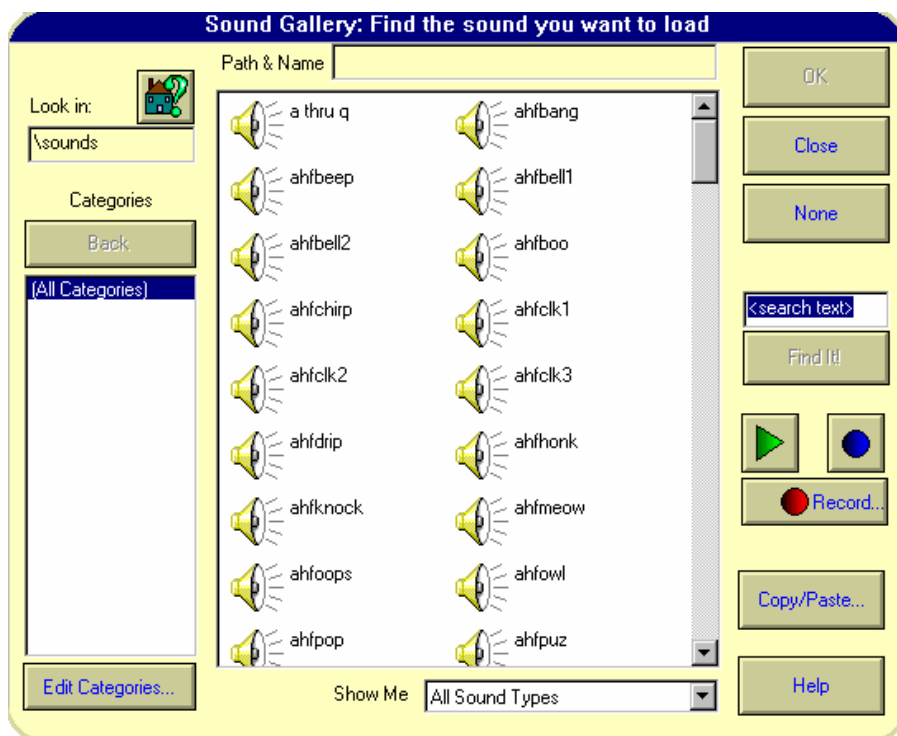 Sound Gallery: Find the sound you want to load
Path & Name
Look in:
\sounds
Categories
Back
(All Categories)
Edit Categories...
a thru q
ahfbang
ahfbeep
ahfbell1
ahfbell2
ahfboo
ahfchirp
ahfclk1
ahfclk2
ahfclk3
ahfdrip
ahfhonk
ahfknock
ahfmeow
ahfoops
ahfowl
ahfpop
ahfpuz
Show Me
All Sound Types
OK
Close
None
<search text>
Find It!
Record...
Copy/Paste...
Help